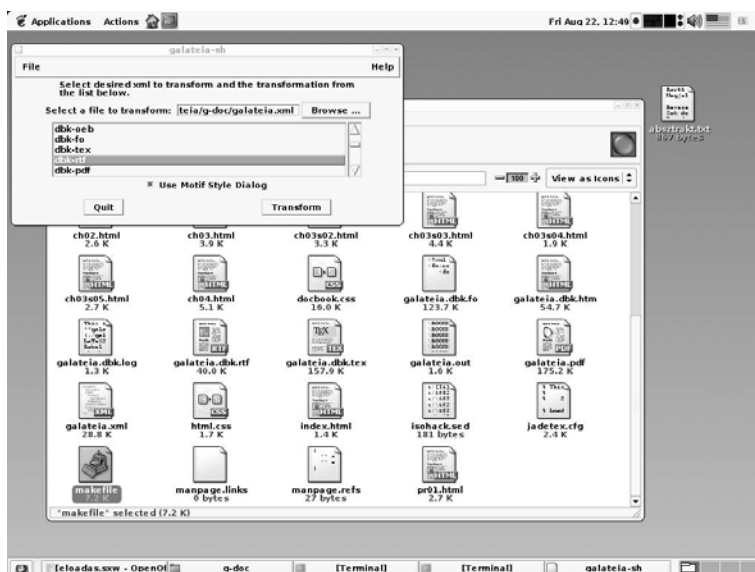 Applications Actions
Fri Aug 22, 12:49
galateia-sh
File Help
Select desired xml to transform and the transformation from
the list below.
Select a file to transform: teia/g-doc/galateia.xml Browse ...
dbk-oeb
dbk-fo
dbk-tex
dbk-rtf
dbk-pdf
Use Motif Style Dialog
Quit Transform
absztrakt.txt
807 bytes
100 View as Icons
ch02.html ch03.html ch03s02.html ch03s03.html ch03s04.html
2.6 K 3.9 K 3.3 K 4.4 K 1.9 K
ch03s05.html ch04.html docbook.css galateia.dbk.fo galateia.dbk.htm
2.7 K 5.1 K 16.0 K 123.7 K 54.7 K
galateia.dbk.log galateia.dbk.rtf galateia.dbk.tex galateia.out galateia.pdf
1.3 K 40.0 K 157.9 K 1.6 K 175.2 K
galateia.xml html.css index.html isohack.sed jadetex.cfg
28.8 K 1.7 K 1.4 K 181 bytes 2.4 K
makefile manpage.links manpage.refs pr01.html
7.2 K 0 bytes 27 bytes 2.7 K
"makefile" selected (7.2 K)
[eloadas.sxw - OpenOf g-doc [Terminal] [Terminal] galateia-sh